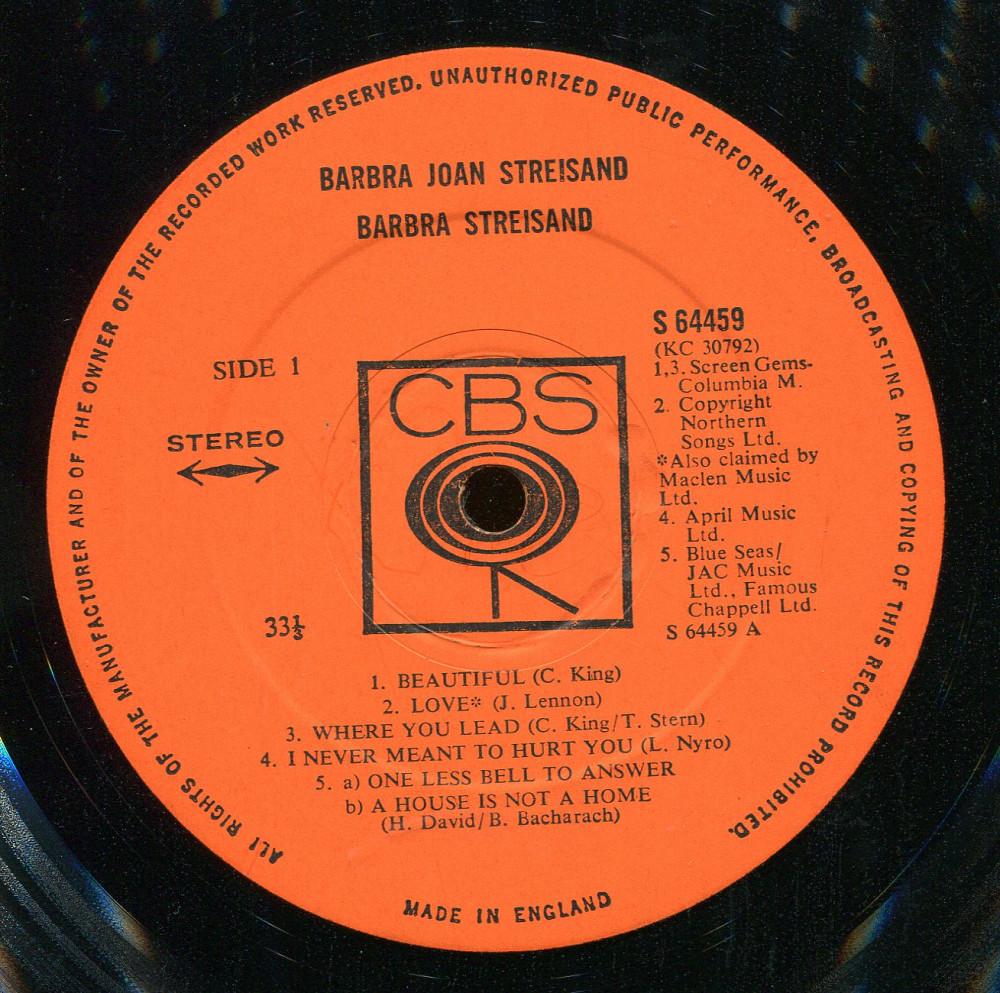 ALL RIGHTS OF THE MANUFACTURER AND OF THE OWNER OF THE RECORDED WORK RESERVED. UNAUTHORIZED PUBLIC PERFORMANCE, BROADCASTING AND COPYING OF THIS RECORD PROHIBITED.
BARBRA JOAN STREISAND
BARBRA STREISAND
SIDE 1
STEREO
33⅓
CBS
S 64459
(KC 30792)
1,3. Screen Gems-
Columbia M.
2. Copyright
Northern
Songs Ltd.
*Also claimed by
Maclen Music
Ltd.
4. April Music
Ltd.
5. Blue Seas/
JAC Music
Ltd., Famous
Chappell Ltd.
S 64459 A
1. BEAUTIFUL (C. King)
2. LOVE* (J. Lennon)
3. WHERE YOU LEAD (C. King/T. Stern)
4. I NEVER MEANT TO HURT YOU (L. Nyro)
5. a) ONE LESS BELL TO ANSWER
b) A HOUSE IS NOT A HOME
(H. David/B. Bacharach)
MADE IN ENGLAND